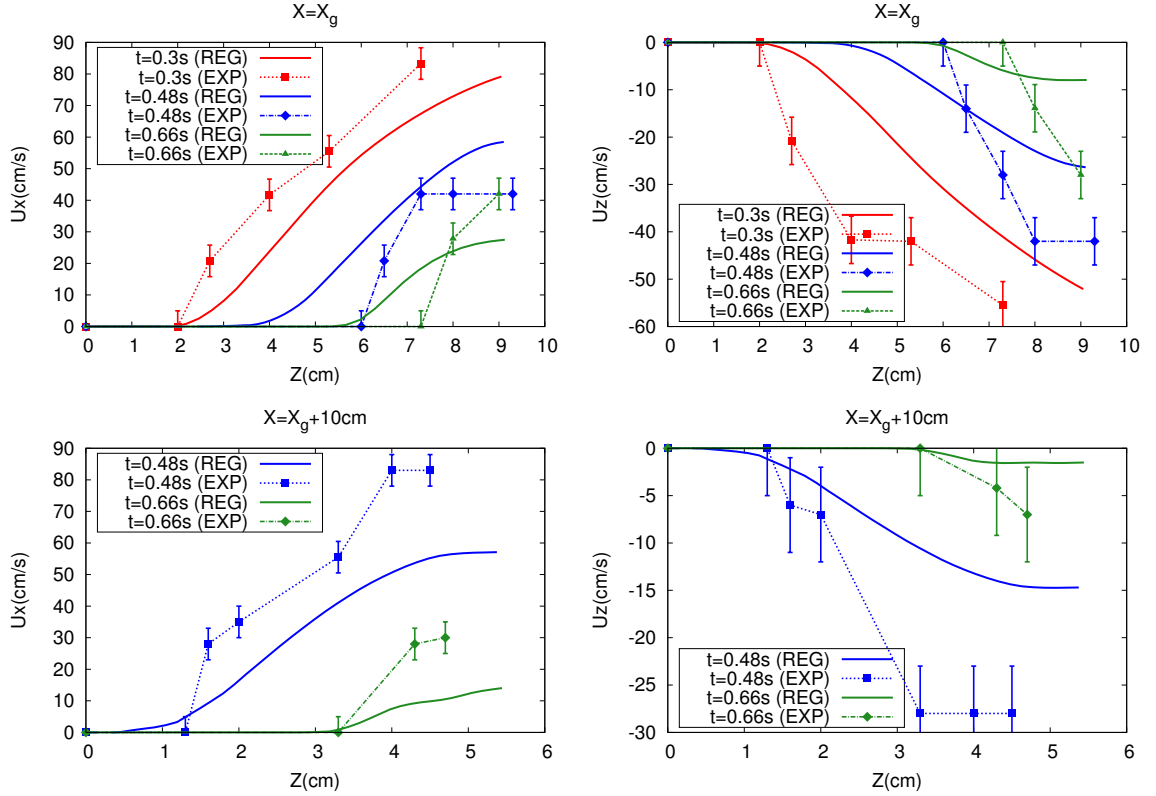 X=Xg
90
80
70
60
50
40
30
20
10
0
Ux(cm/s)
t=0.3s (REG)
t=0.3s (EXP)
t=0.48s (REG)
t=0.48s (EXP)
t=0.66s (REG)
t=0.66s (EXP)
0 1 2 3 4 5 6 7 8 9 10
Z(cm)
X=Xg
0
-10
-20
-30
-40
-50
-60
Uz(cm/s)
t=0.3s (REG)
t=0.3s (EXP)
t=0.48s (REG)
t=0.48s (EXP)
t=0.66s (REG)
t=0.66s (EXP)
0 1 2 3 4 5 6 7 8 9 10
Z(cm)
X=Xg+10cm
90
80
70
60
50
40
30
20
10
0
Ux(cm/s)
t=0.48s (REG)
t=0.48s (EXP)
t=0.66s (REG)
t=0.66s (EXP)
0 1 2 3 4 5 6
Z(cm)
X=Xg+10cm
0
-5
-10
-15
-20
-25
-30
Uz(cm/s)
t=0.48s (REG)
t=0.48s (EXP)
t=0.66s (REG)
t=0.66s (EXP)
0 1 2 3 4 5 6
Z(cm)